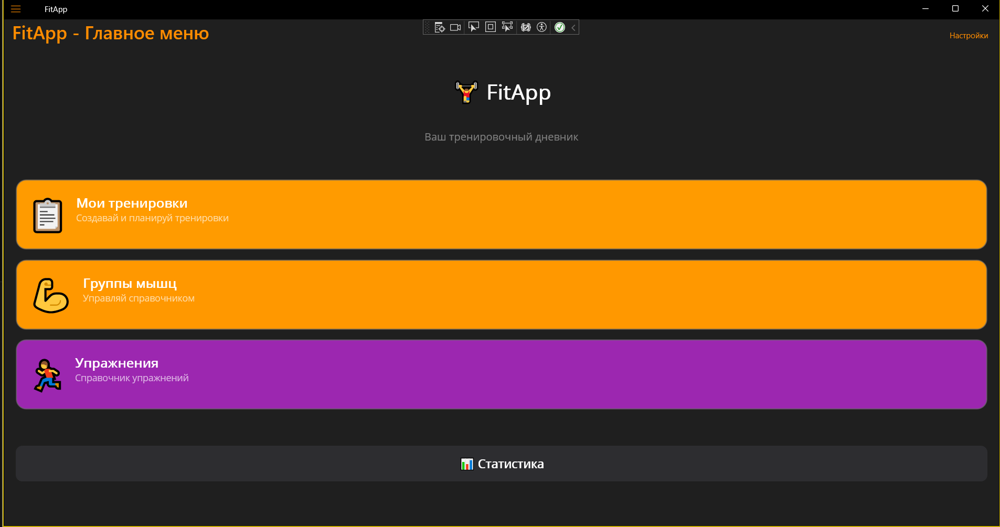 FitApp
FitApp - Главное меню
Настройки
FitApp
Ваш тренировочный дневник
Мои тренировки
Создавай и планируй тренировки
Группы мышц
Управляй справочником
Упражнения
Справочник упражнений
Статистика